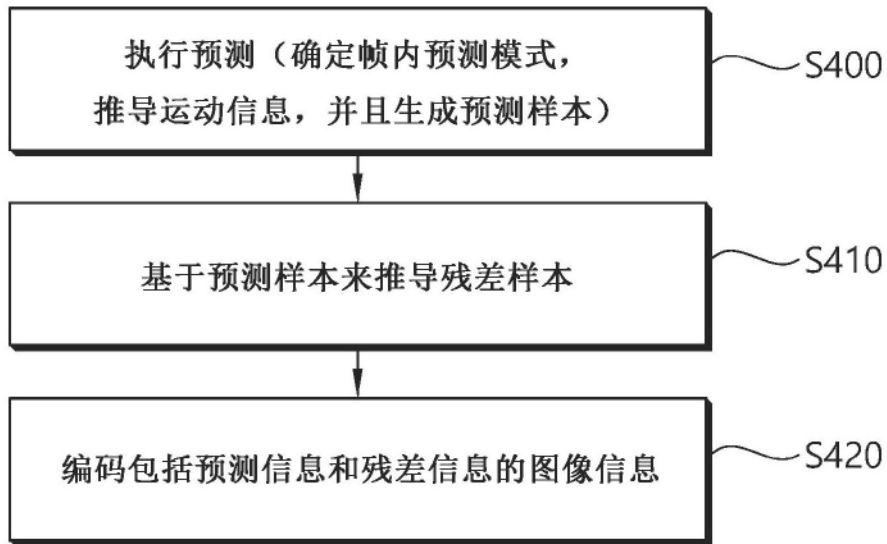 执行预测（确定帧内预测模式，
推导运动信息，并且生成预测样本）
S400
基于预测样本来推导残差样本
S410
编码包括预测信息和残差信息的图像信息
S420